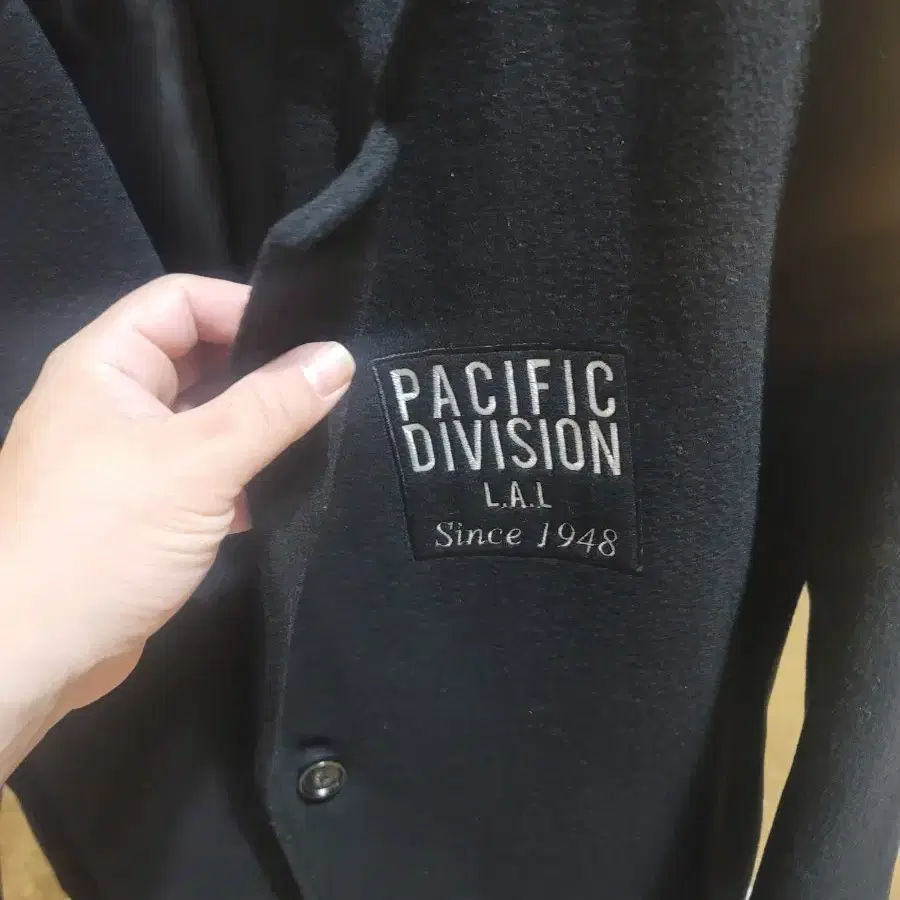 PACIFIC
DIVISION
L.A.L
Since 1948